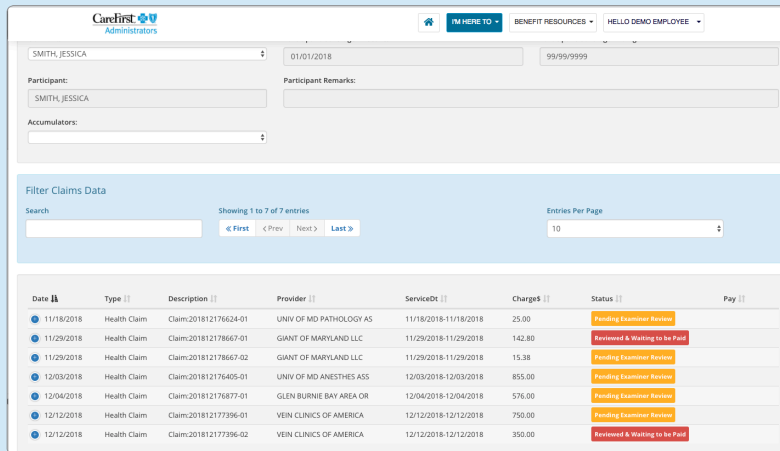 CareFirst
Administrators
I'M HERE TO
BENEFIT RESOURCES
HELLO DEMO EMPLOYEE
SMITH, JESSICA
01/01/2018
99/99/9999
Participant:
Participant Remarks:
SMITH, JESSICA
Accumulators:
Filter Claims Data
Search
Showing 1 to 7 of 7 entries
Entries Per Page
« First < Prev Next > Last »
10
Date Type Description Provider ServiceDt Charge$ Status Pay
11/18/2018 Health Claim Claim:201812176624-01 UNIV OF MD PATHOLOGY AS 11/18/2018-11/18/2018 25.00 Pending Examiner Review
11/29/2018 Health Claim Claim:201812178667-01 GIANT OF MARYLAND LLC 11/29/2018-11/29/2018 142.80 Reviewed & Waiting to be Paid
11/29/2018 Health Claim Claim:201812178667-02 GIANT OF MARYLAND LLC 11/29/2018-11/29/2018 15.38 Pending Examiner Review
12/03/2018 Health Claim Claim:201812176405-01 UNIV OF MD ANESTHES ASS 12/03/2018-12/03/2018 855.00 Pending Examiner Review
12/04/2018 Health Claim Claim:201812176877-01 GLEN BURNIE BAY AREA OR 12/04/2018-12/04/2018 576.00 Pending Examiner Review
12/12/2018 Health Claim Claim:201812177396-01 VEIN CLINICS OF AMERICA 12/12/2018-12/12/2018 750.00 Pending Examiner Review
12/12/2018 Health Claim Claim:201812177396-02 VEIN CLINICS OF AMERICA 12/12/2018-12/12/2018 350.00 Reviewed & Waiting to be Paid